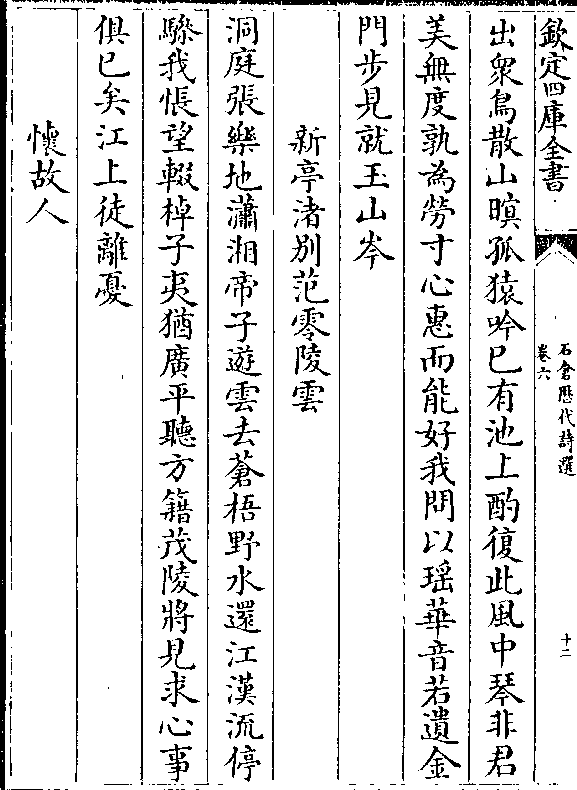 欽定四庫全書
石倉歴代詩選
卷六
十二
出衆鳥散山暝孤猿吟巳有池上酌復此風中琴非君
美無度孰為勞寸心惠而能好我問以瑶華音若遺金
門步見就玉山岑
新亭渚别范零陵雲
洞庭張樂地瀟湘帝子遊雲去蒼梧野水還江漢流停
驂我悵望輟棹子夷猶廣平聽方籍茂陵將見求心事
俱巳矣江上徒離憂
懷故人